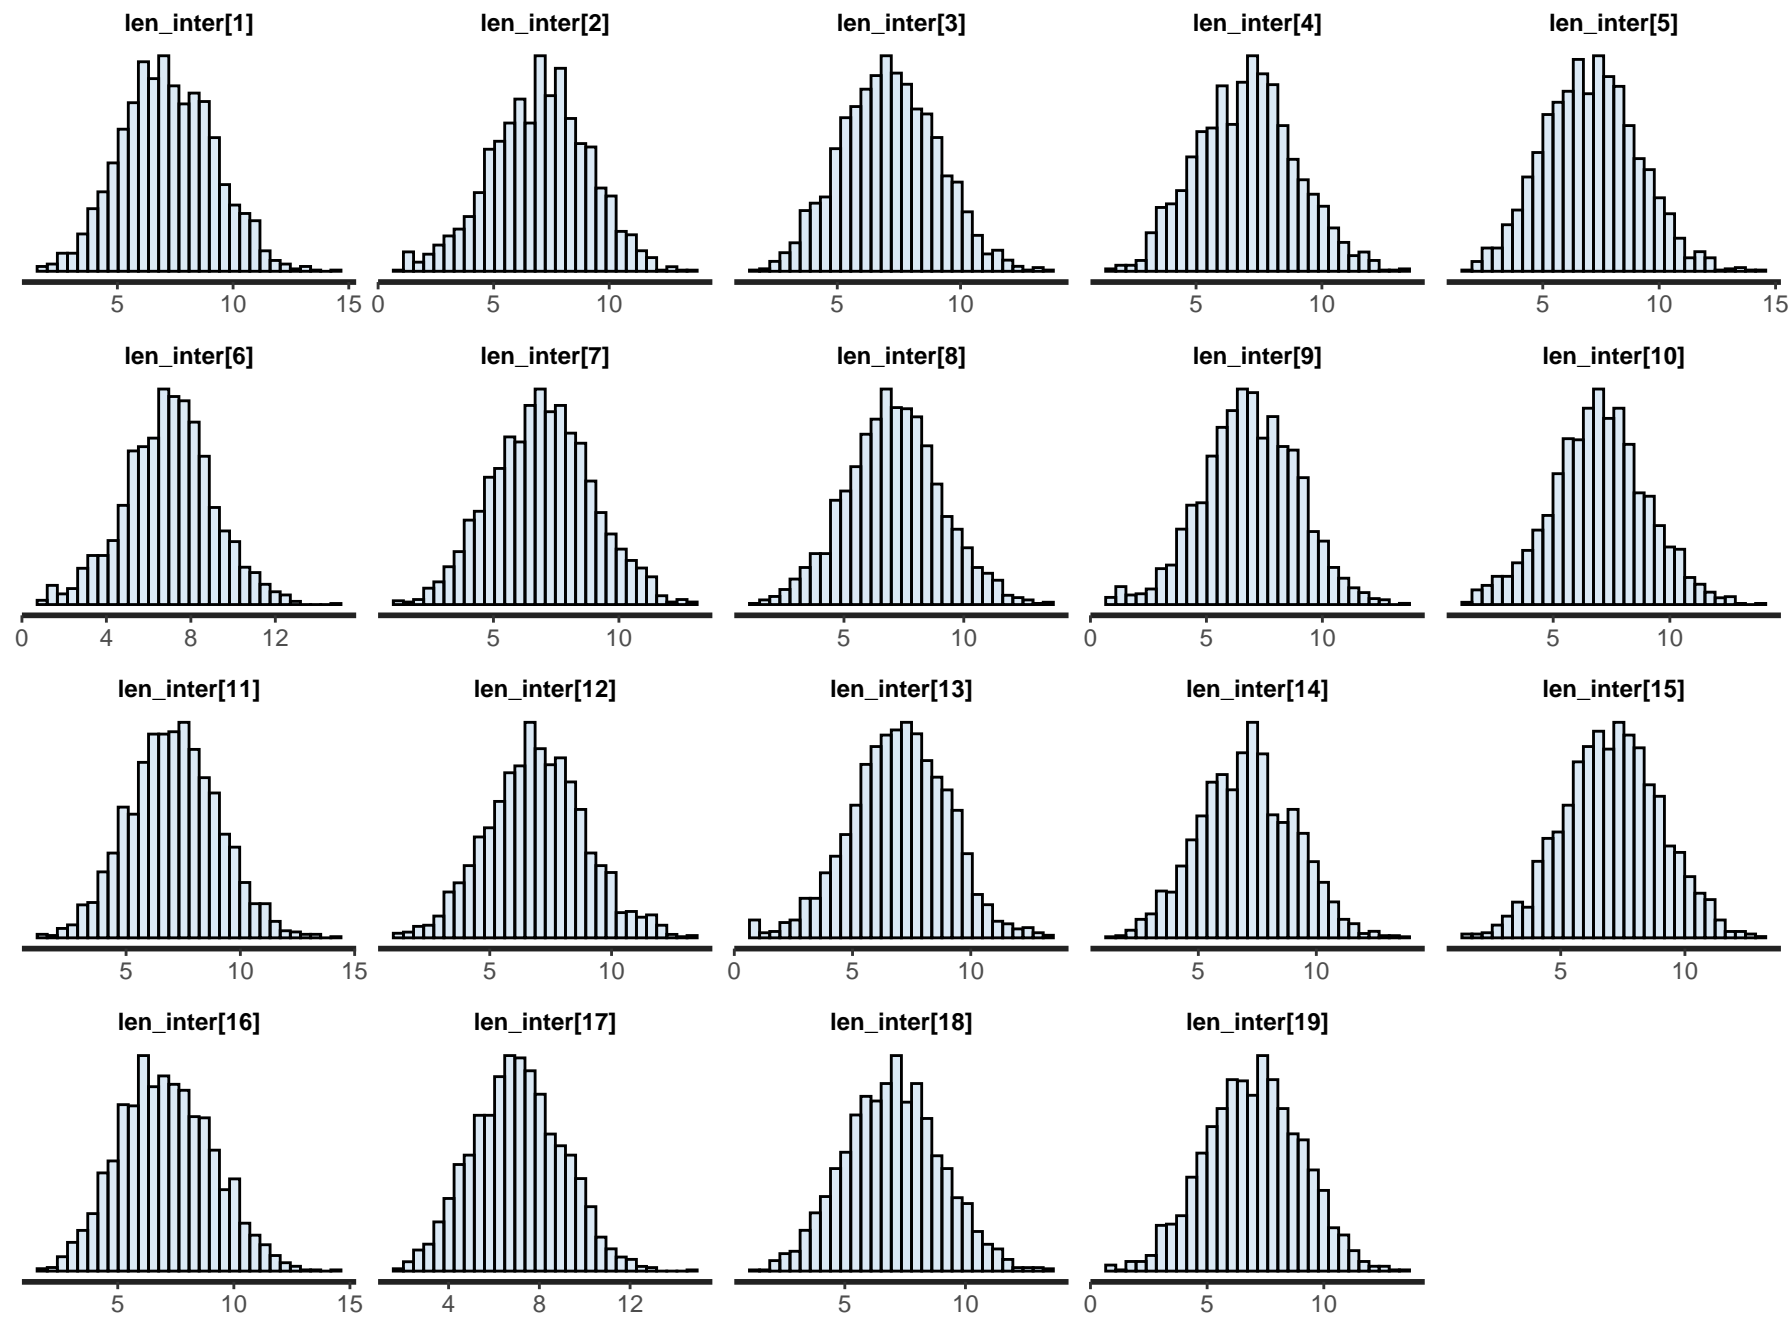 len_inter[1] len_inter[2] len_inter[3] len_inter[4] len_inter[5]
5 10 15 0 5 10 5 10 5 10 5 10 15
len_inter[6] len_inter[7] len_inter[8] len_inter[9] len_inter[10]
0 4 8 12 5 10 5 10 0 5 10 5 10
len_inter[11] len_inter[12] len_inter[13] len_inter[14] len_inter[15]
5 10 15 5 10 0 5 10 5 10 5 10
len_inter[16] len_inter[17] len_inter[18] len_inter[19]
5 10 15 4 8 12 5 10 0 5 10